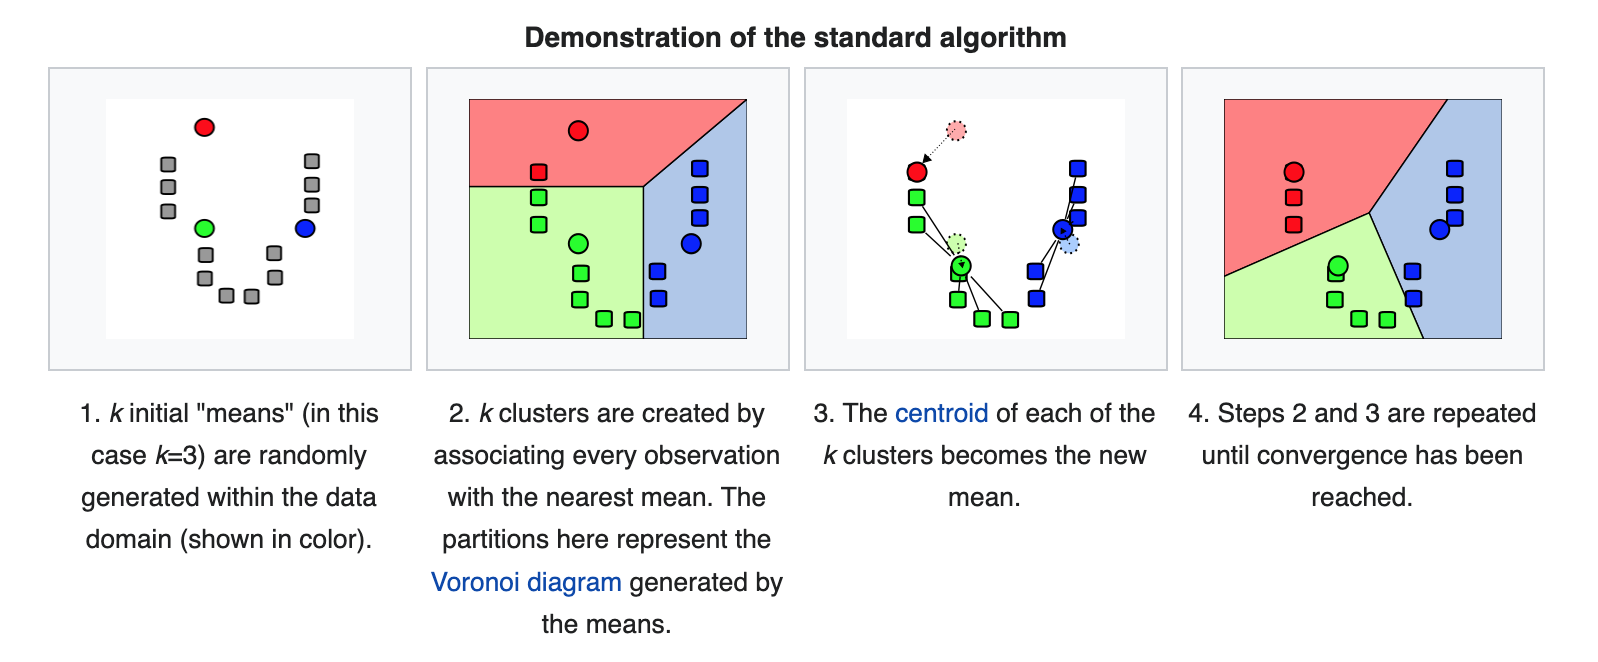 Demonstration of the standard algorithm
1. k initial "means" (in this
case k=3) are randomly
generated within the data
domain (shown in color).
2. k clusters are created by
associating every observation
with the nearest mean. The
partitions here represent the
Voronoi diagram generated by
the means.
3. The centroid of each of the
k clusters becomes the new
mean.
4. Steps 2 and 3 are repeated
until convergence has been
reached.